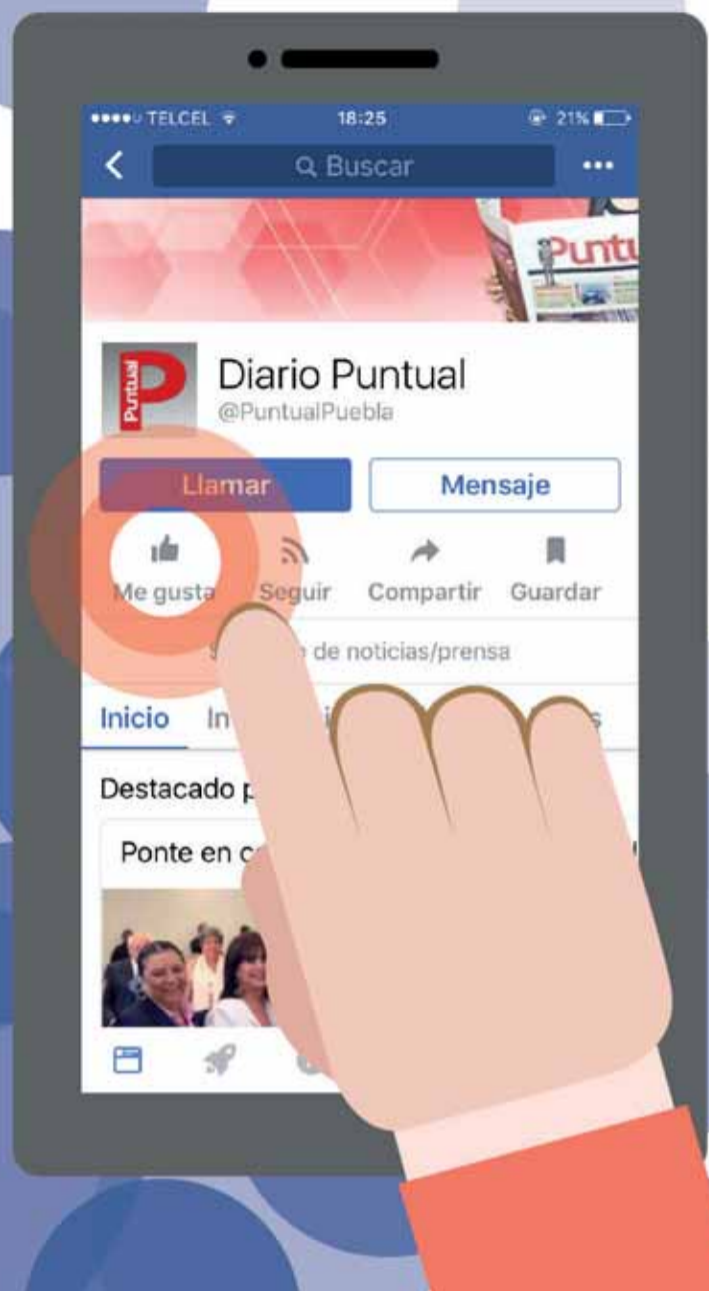 TELCEL 18:25 21%
Buscar
Puntu
Puntual
Diario Puntual
@PuntualPuebla
Llamar Mensaje
Me gusta Seguir Compartir Guardar
de noticias/prensa
Inicio In
Destacado p
Ponte en c